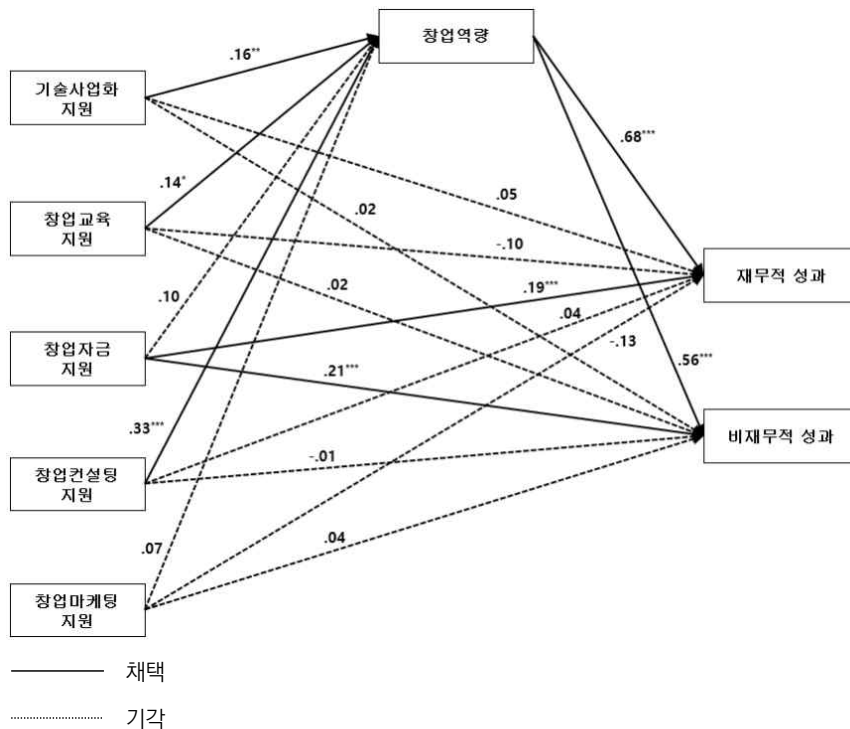 창업역량
.16**
기술사업화
지원
.68***
.14*
.05
.02
창업교육
지원
-.10
재무적 성과
.02
.19***
.10
.04
창업자금
지원
-.13
.21***
.56***
.33***
비재무적 성과
창업컨설팅
지원
-.01
.04
.07
창업마케팅
지원
채택
기각